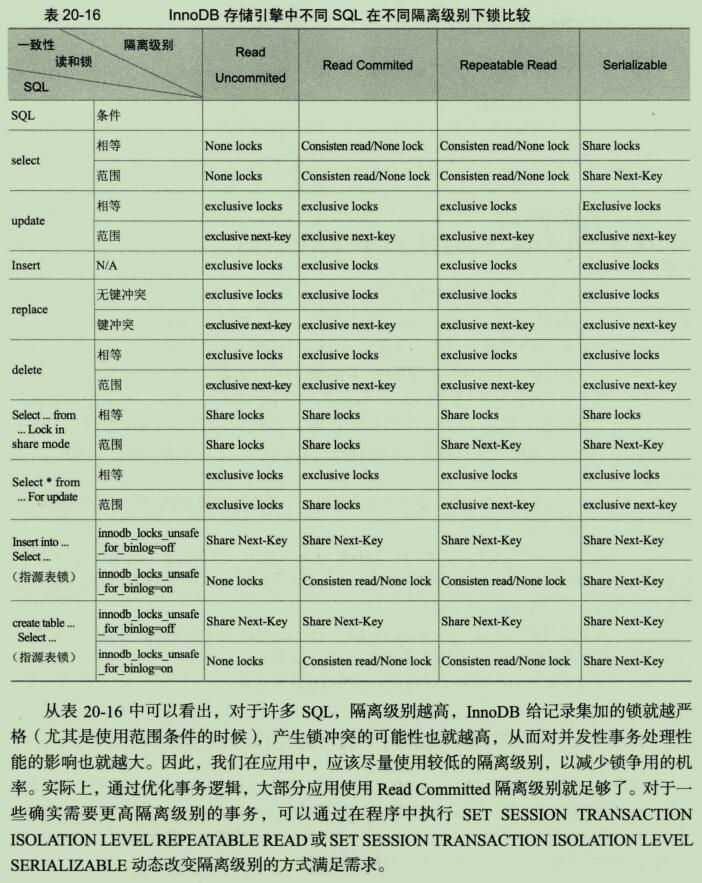 表 20-16 InnoDB 存储引擎中不同 SQL 在不同隔离级别下锁比较
一致性 读和锁 SQL 隔离级别 Read Uncommited Read Commited Repeatable Read Serializable
SQL 条件
select 相等 None locks Consisten read/None lock Consisten read/None lock Share locks
范围 None locks Consisten read/None lock Consisten read/None lock Share Next-Key
update 相等 exclusive locks exclusive locks exclusive locks Exclusive locks
范围 exclusive next-key exclusive next-key exclusive next-key exclusive next-key
Insert N/A exclusive locks exclusive locks exclusive locks exclusive locks
replace 无键冲突 exclusive locks exclusive locks exclusive locks exclusive locks
键冲突 exclusive next-key exclusive next-key exclusive next-key exclusive next-key
delete 相等 exclusive locks exclusive locks exclusive locks exclusive locks
范围 exclusive next-key exclusive next-key exclusive next-key exclusive next-key
Select ... from ... Lock in share mode 相等 Share locks Share locks Share locks Share locks
范围 Share locks Share locks Share Next-Key Share Next-Key
Select * from ... For update 相等 exclusive locks exclusive locks exclusive locks exclusive locks
范围 exclusive locks Share locks exclusive next-key exclusive next-key
Insert into ... Select ... （指源表锁） innodb_locks_unsafe_for_binlog=off Share Next-Key Share Next-Key Share Next-Key Share Next-Key
innodb_locks_unsafe_for_binlog=on None locks Consisten read/None lock Consisten read/None lock Share Next-Key
create table ... Select ... （指源表锁） innodb_locks_unsafe_for_binlog=off Share Next-Key Share Next-Key Share Next-Key Share Next-Key
innodb_locks_unsafe_for_binlog=on None locks Consisten read/None lock Consisten read/None lock Share Next-Key
从表 20-16 中可以看出，对于许多 SQL，隔离级别越高，InnoDB 给记录集加的锁就越严
格（尤其是使用范围条件的时候），产生锁冲突的可能性也就越高，从而对并发性事务处理性
能的影响也就越大。因此，我们在应用中，应该尽量使用较低的隔离级别，以减少锁争用的机
率。实际上，通过优化事务逻辑，大部分应用使用 Read Committed 隔离级别就足够了。对于一
些确实需要更高隔离级别的事务，可以通过在程序中执行 SET SESSION TRANSACTION
ISOLATION LEVEL REPEATABLE READ 或 SET SESSION TRANSACTION ISOLATION LEVEL
SERIALIZABLE 动态改变隔离级别的方式满足需求。